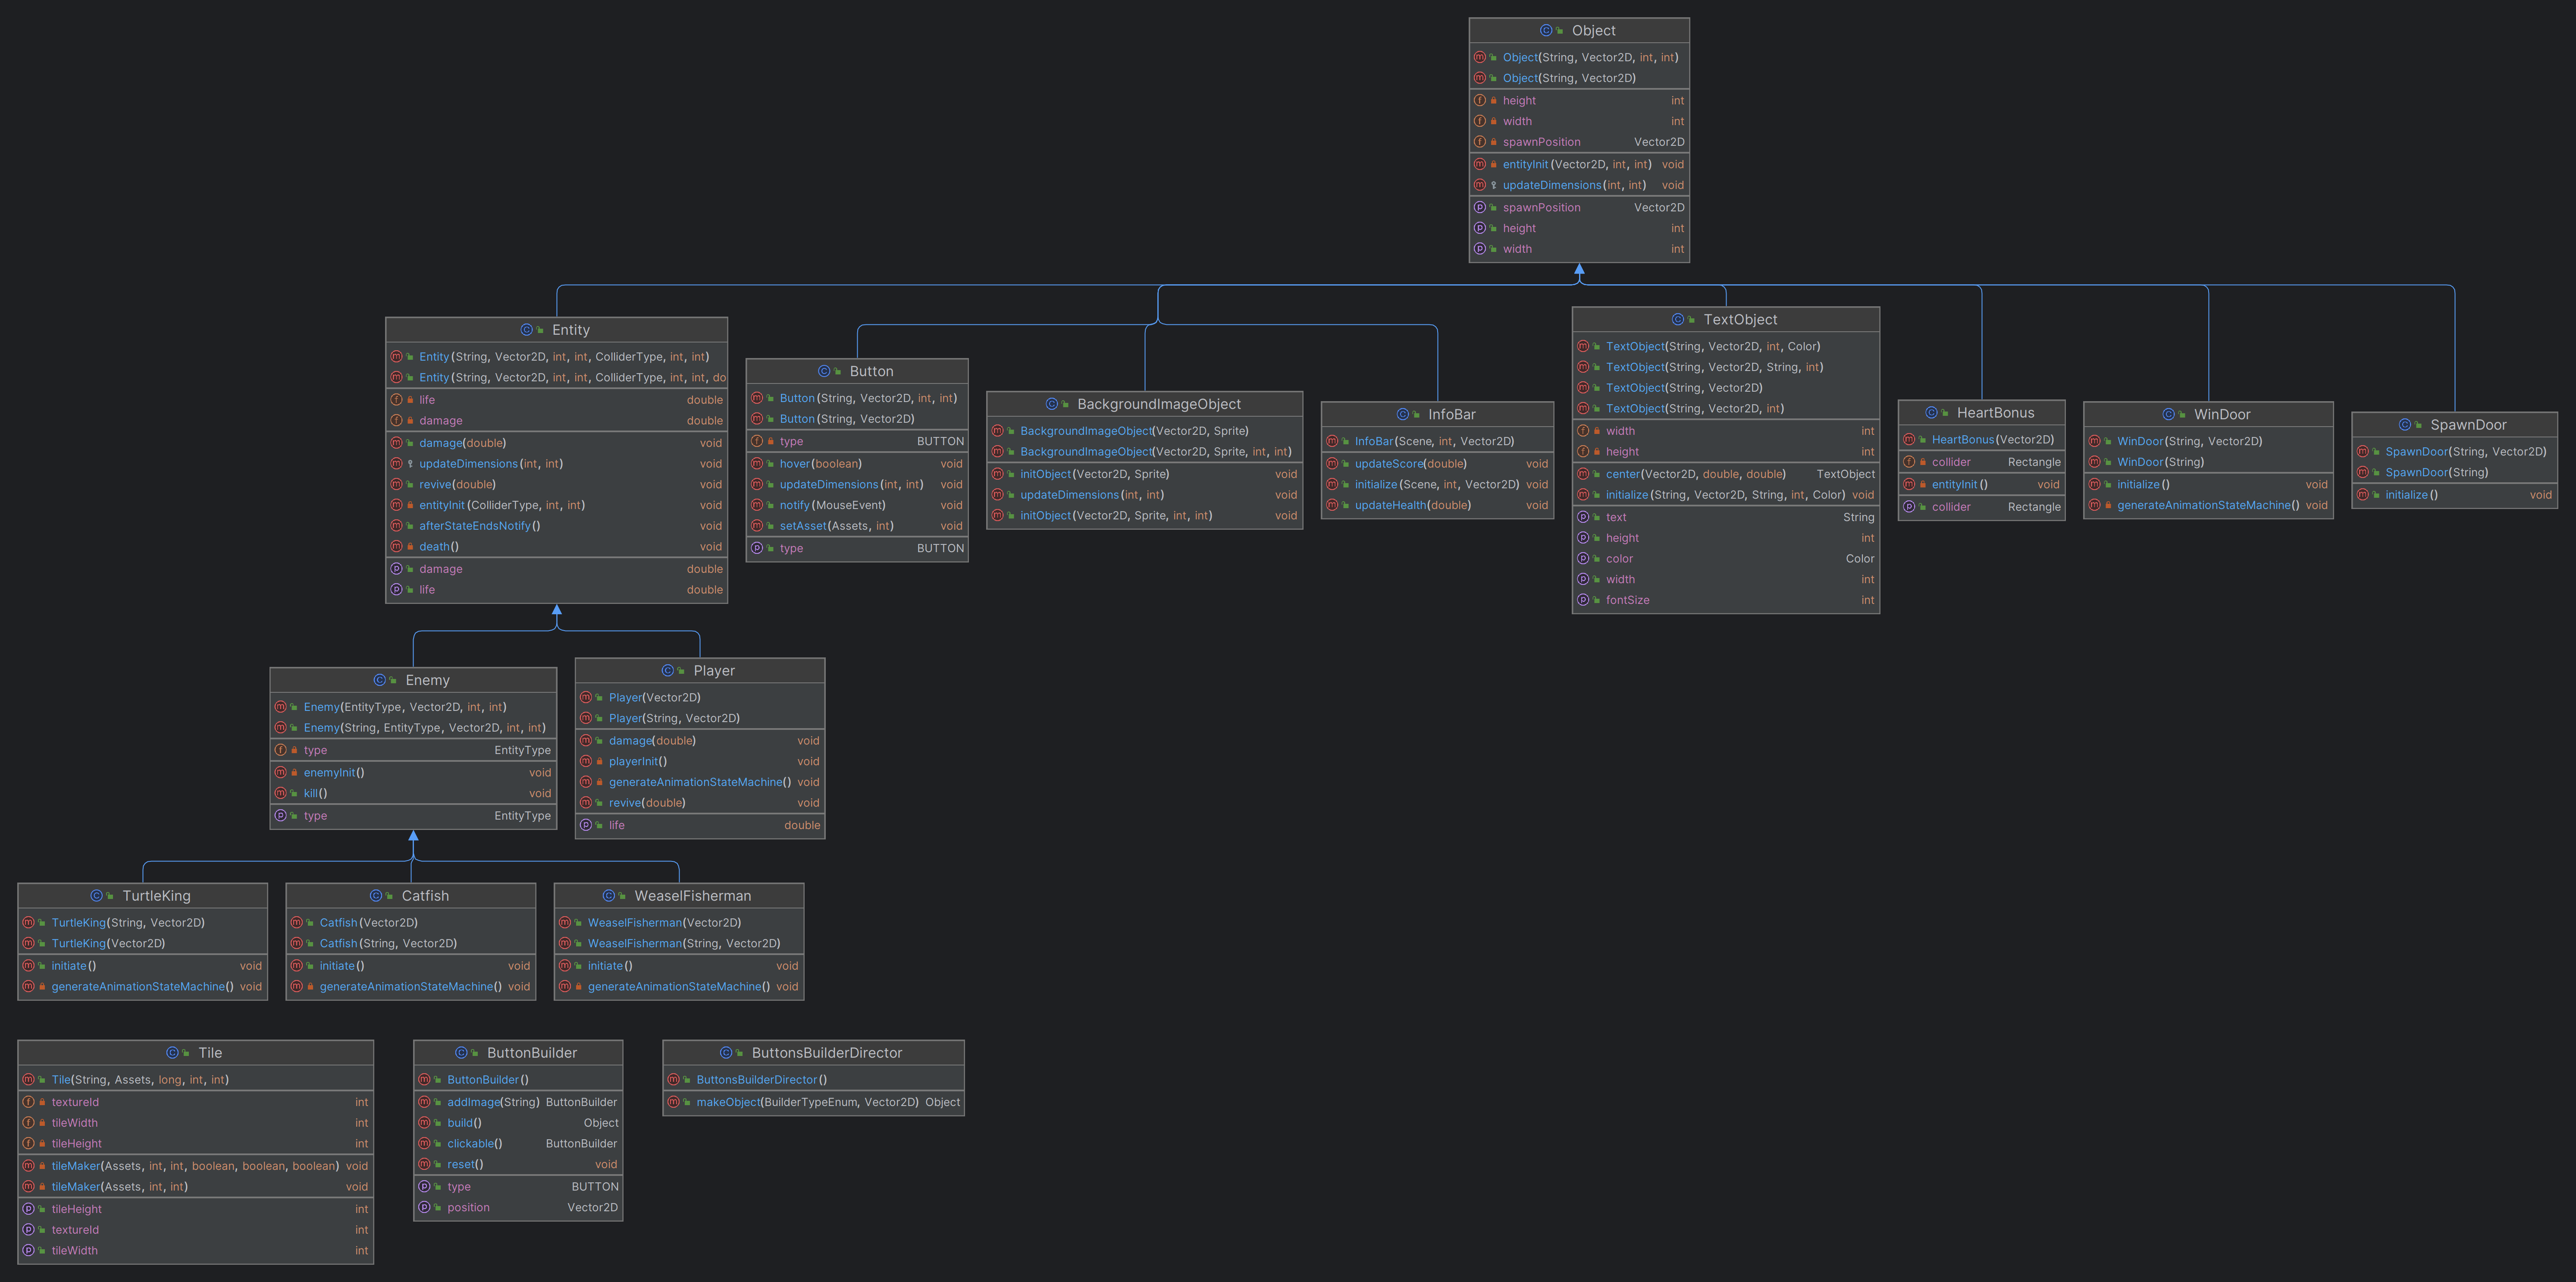 Object
Object(String, Vector2D, int, int)
Object(String, Vector2D)
height int
width int
spawnPosition Vector2D
entityInit(Vector2D, int, int) void
updateDimensions(int, int) void
spawnPosition Vector2D
height int
width int
Entity
Entity(String, Vector2D, int, int, ColliderType, int, int)
Entity(String, Vector2D, int, int, ColliderType, int, int, do
life double
damage double
damage(double) void
updateDimensions(int, int) void
revive(double) void
entityInit(ColliderType, int, int) void
afterStateEndsNotify() void
death() void
damage double
life double
Button
Button(String, Vector2D, int, int)
Button(String, Vector2D)
type BUTTON
hover(boolean) void
updateDimensions(int, int) void
notify(MouseEvent) void
setAsset(Assets, int) void
type BUTTON
BackgroundImageObject
BackgroundImageObject(Vector2D, Sprite)
BackgroundImageObject(Vector2D, Sprite, int, int)
initObject(Vector2D, Sprite) void
updateDimensions(int, int) void
initObject(Vector2D, Sprite, int, int) void
InfoBar
InfoBar(Scene, int, Vector2D)
updateScore(double) void
initialize(Scene, int, Vector2D) void
updateHealth(double) void
TextObject
TextObject(String, Vector2D, int, Color)
TextObject(String, Vector2D, String, int)
TextObject(String, Vector2D)
TextObject(String, Vector2D, int)
width int
height int
center(Vector2D, double, double) TextObject
initialize(String, Vector2D, String, int, Color) void
text String
height int
color Color
width int
fontSize int
HeartBonus
HeartBonus(Vector2D)
collider Rectangle
entityInit() void
collider Rectangle
WinDoor
WinDoor(String, Vector2D)
WinDoor(String)
initialize() void
generateAnimationStateMachine() void
SpawnDoor
SpawnDoor(String, Vector2D)
SpawnDoor(String)
initialize() void
Enemy
Enemy(EntityType, Vector2D, int, int)
Enemy(String, EntityType, Vector2D, int, int)
type EntityType
enemyInit() void
kill() void
type EntityType
Player
Player(Vector2D)
Player(String, Vector2D)
damage(double) void
playerInit() void
generateAnimationStateMachine() void
revive(double) void
life double
TurtleKing
TurtleKing(String, Vector2D)
TurtleKing(Vector2D)
initiate() void
generateAnimationStateMachine() void
Catfish
Catfish(Vector2D)
Catfish(String, Vector2D)
initiate() void
generateAnimationStateMachine() void
WeaselFisherman
WeaselFisherman(Vector2D)
WeaselFisherman(String, Vector2D)
initiate() void
generateAnimationStateMachine() void
Tile
Tile(String, Assets, long, int, int)
textureId int
tileWidth int
tileHeight int
tileMaker(Assets, int, int, boolean, boolean, boolean) void
tileMaker(Assets, int, int) void
tileHeight int
textureId int
tileWidth int
ButtonBuilder
ButtonBuilder()
addImage(String) ButtonBuilder
build() Object
clickable() ButtonBuilder
reset() void
type BUTTON
position Vector2D
ButtonsBuilderDirector
ButtonsBuilderDirector()
makeObject(BuilderTypeEnum, Vector2D) Object